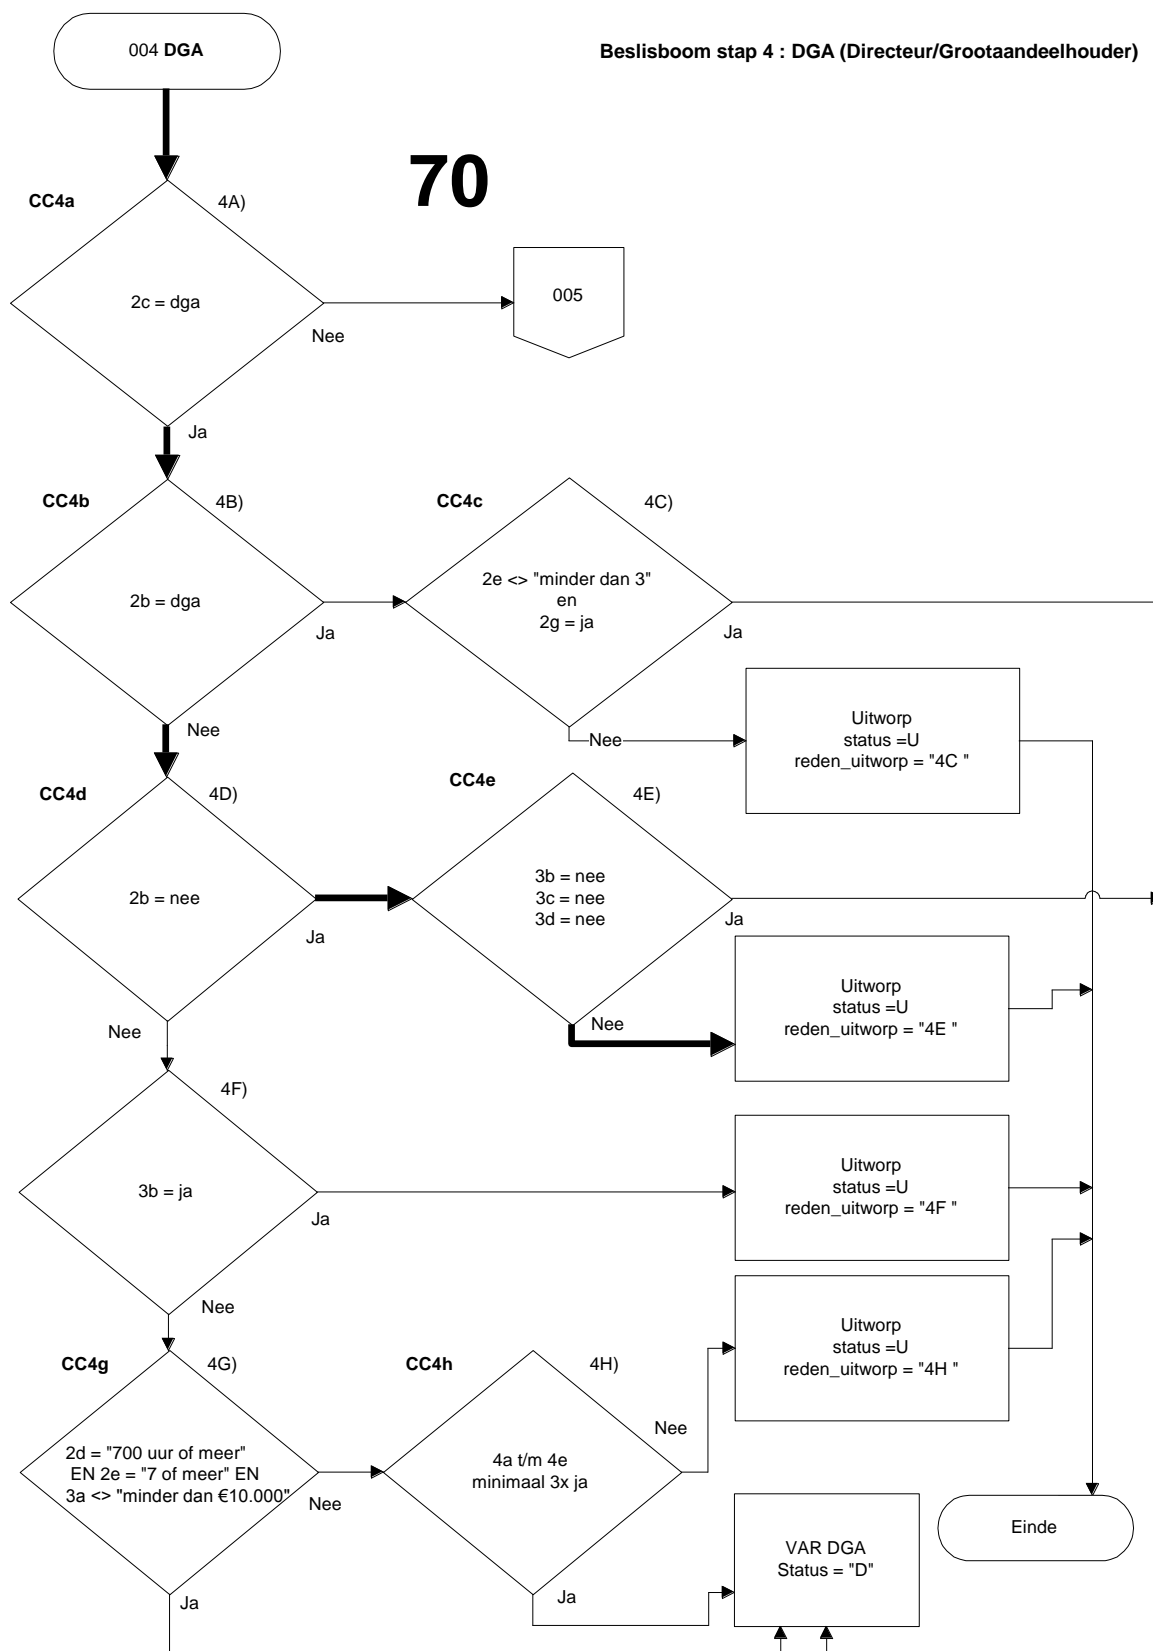 004 DGA
Beslisboom stap 4 : DGA (Directeur/Grootaandeelhouder)
70
CC4a
4A)
2c = dga
Nee
005
Ja
CC4b
4B)
2b = dga
Ja
CC4c
4C)
2e <> "minder dan 3"
en
2g = ja
Ja
Nee
Nee
Uitworp
status =U
reden_uitworp = "4C "
CC4d
4D)
2b = nee
Ja
CC4e
4E)
3b = nee
3c = nee
3d = nee
Ja
Nee
Nee
Uitworp
status =U
reden_uitworp = "4E "
4F)
3b = ja
Ja
Uitworp
status =U
reden_uitworp = "4F "
Nee
CC4g
4G)
2d = "700 uur of meer"
EN 2e = "7 of meer" EN
3a <> "minder dan €10.000"
Nee
CC4h
4H)
4a t/m 4e
minimaal 3x ja
Nee
Uitworp
status =U
reden_uitworp = "4H "
Ja
Ja
VAR DGA
Status = "D"
Einde